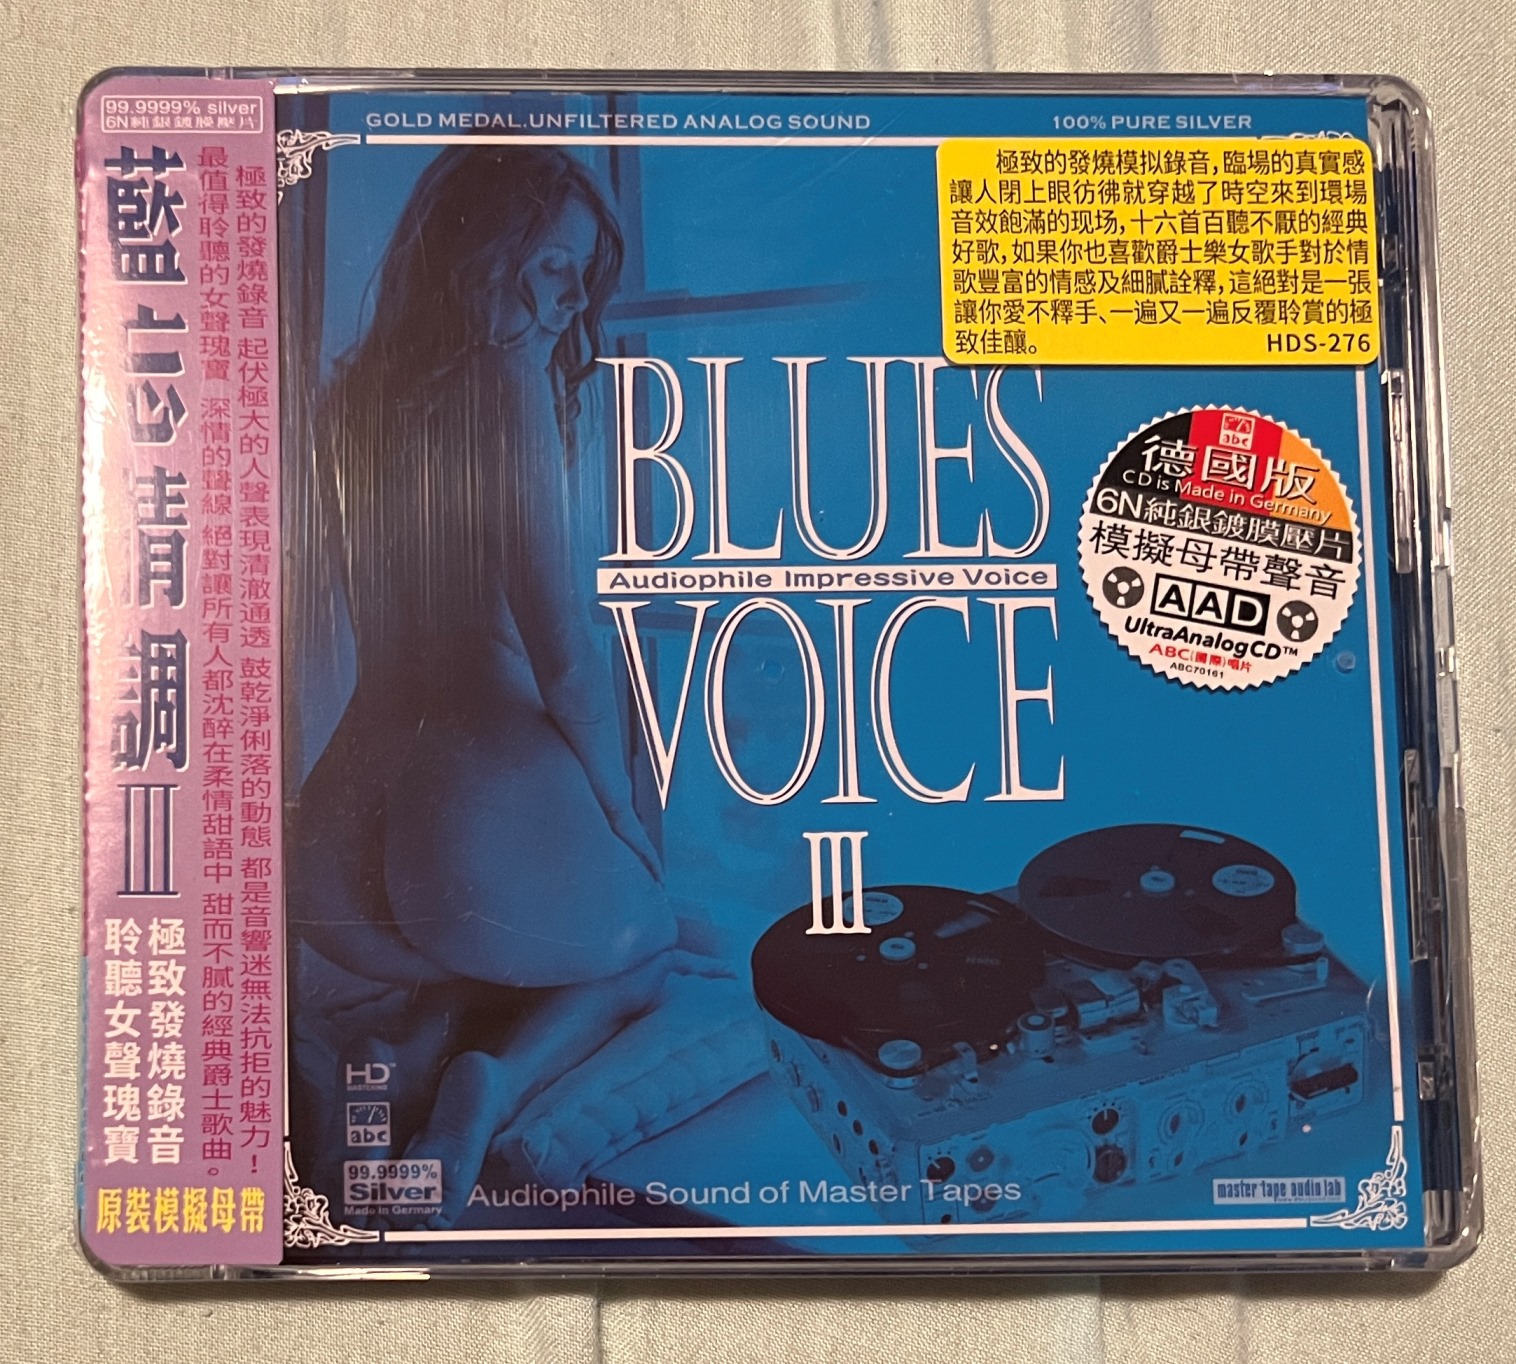 99.9999% silver
6N純銀鍍膜壓片
藍忘情調III
極致的發燒錄音 起伏極大的人聲表現清澈通透 鼓乾淨俐落的動態 都是音響迷無法抗拒的魅力！
最值得聆聽的女聲瑰寶 深情的聲線 絕對讓所有人都沈醉在柔情甜語中 甜而不膩的經典爵士歌曲。
極致發燒錄音
聆聽女聲瑰寶
原裝模擬母帶
GOLD MEDAL.UNFILTERED ANALOG SOUND
100% PURE SILVER
極致的發燒模拟錄音，臨場的真實感
讓人閉上眼彷彿就穿越了時空來到環場
音效飽滿的现场，十六首百聽不厭的經典
好歌，如果你也喜歡爵士樂女歌手對於情
歌豐富的情感及細膩詮釋，這絕對是一張
讓你愛不釋手、一遍又一遍反覆聆賞的極
致佳釀。
HDS-276
BLUES
Audiophile Impressive Voice
VOICE
III
abc
德國版
CD is Made in Germany
6N純銀鍍膜壓片
模擬母帶聲音
AAD
UltraAnalogCD™
ABC(國際)唱片
ABC70161
HD™
MASTERING
abc
99.9999%
Silver
Made in Germany
Audiophile Sound of Master Tapes
master tape audio lab